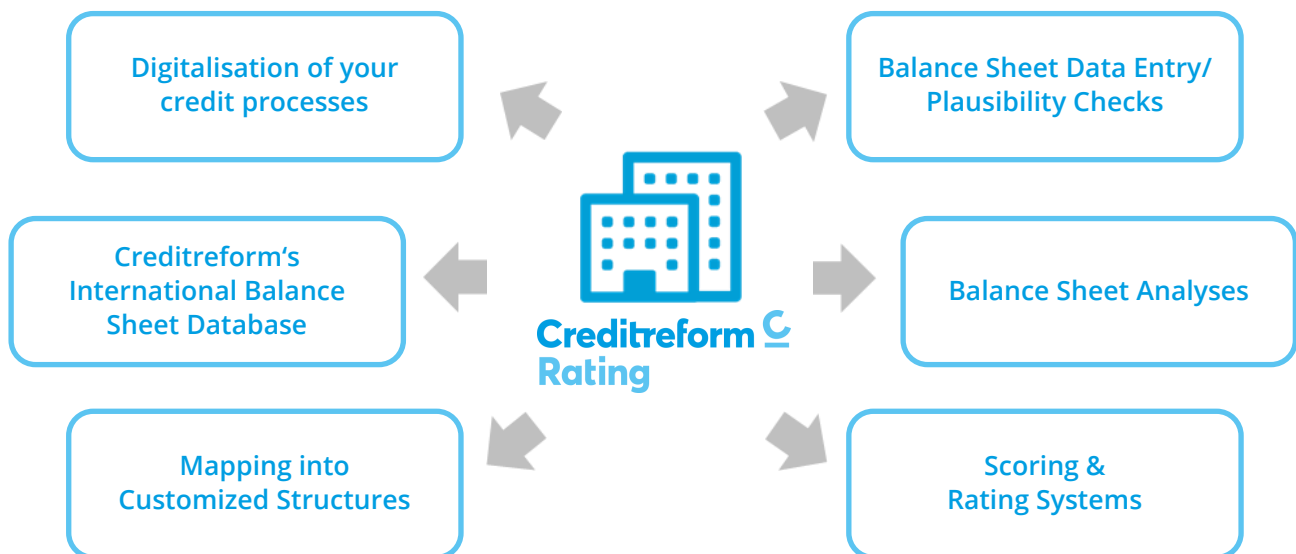 Digitalisation of your
credit processes
Balance Sheet Data Entry/
Plausibility Checks
Creditreform‘s
International Balance
Sheet Database
Creditreform C
Rating
Balance Sheet Analyses
Mapping into
Customized Structures
Scoring &
Rating Systems